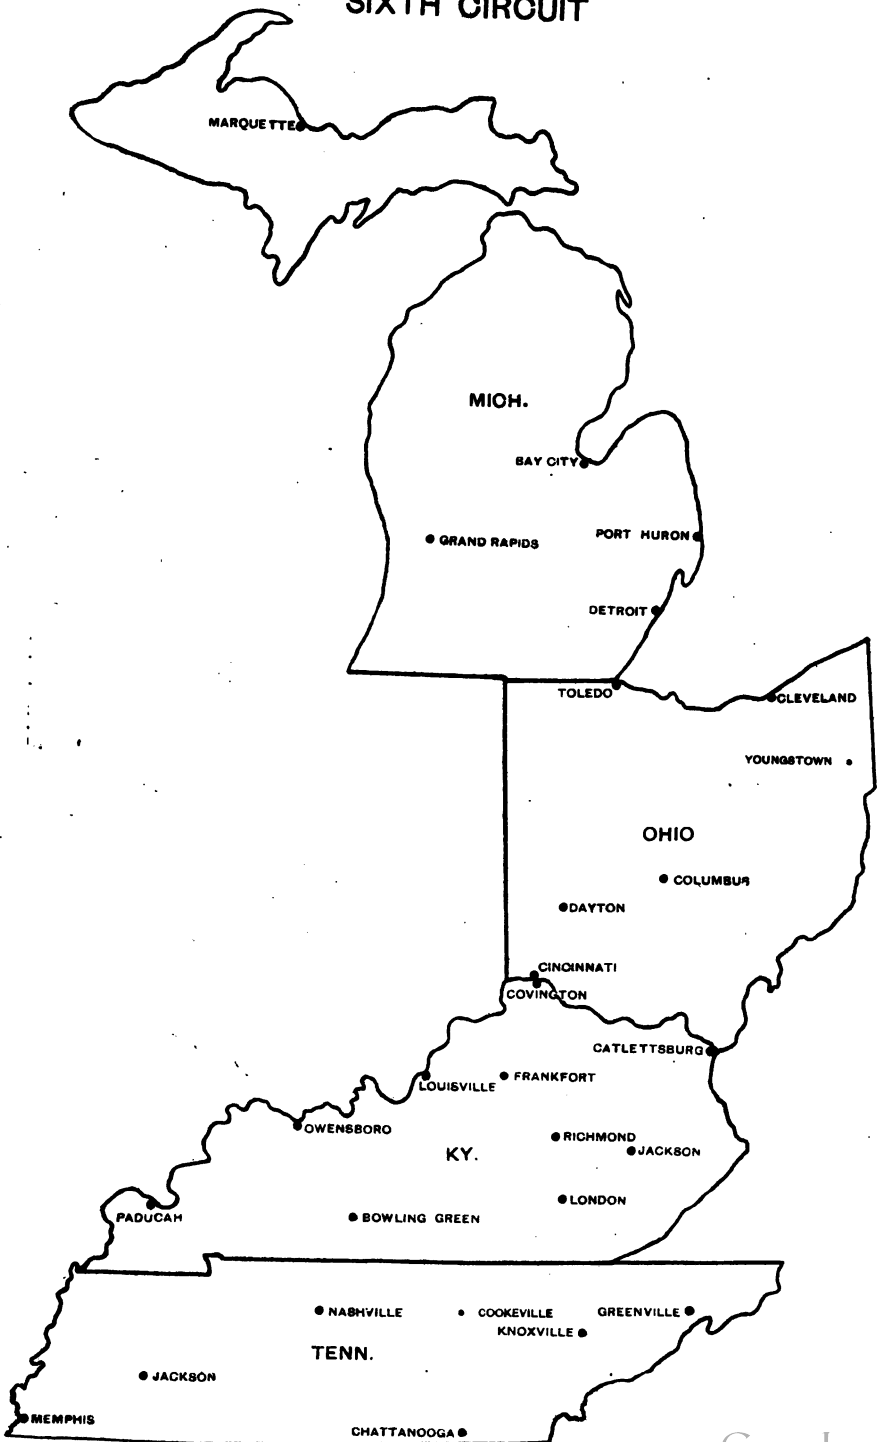 SIXTH CIRCUIT
MARQUETTE
MICH.
BAY CITY
GRAND RAPIDS
PORT HURON
DETROIT
TOLEDO
CLEVELAND
YOUNGSTOWN
OHIO
COLUMBUS
DAYTON
CINCINNATI
COVINGTON
CATLETTSBURG
LOUISVILLE
FRANKFORT
OWENSBORO
RICHMOND
KY.
JACKSON
LONDON
PADUCAH
BOWLING GREEN
NASHVILLE
COOKEVILLE
GREENVILLE
KNOXVILLE
TENN.
JACKSON
MEMPHIS
CHATTANOOGA